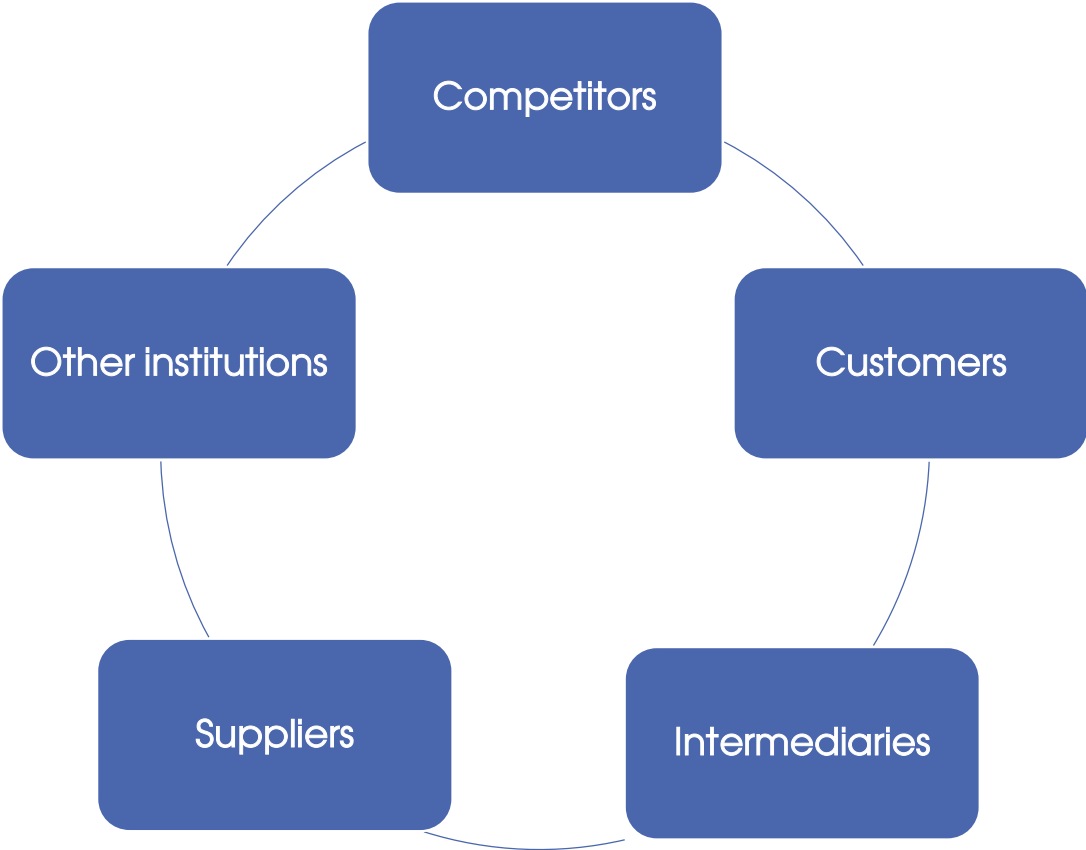 Competitors
Other institutions
Customers
Suppliers
Intermediaries